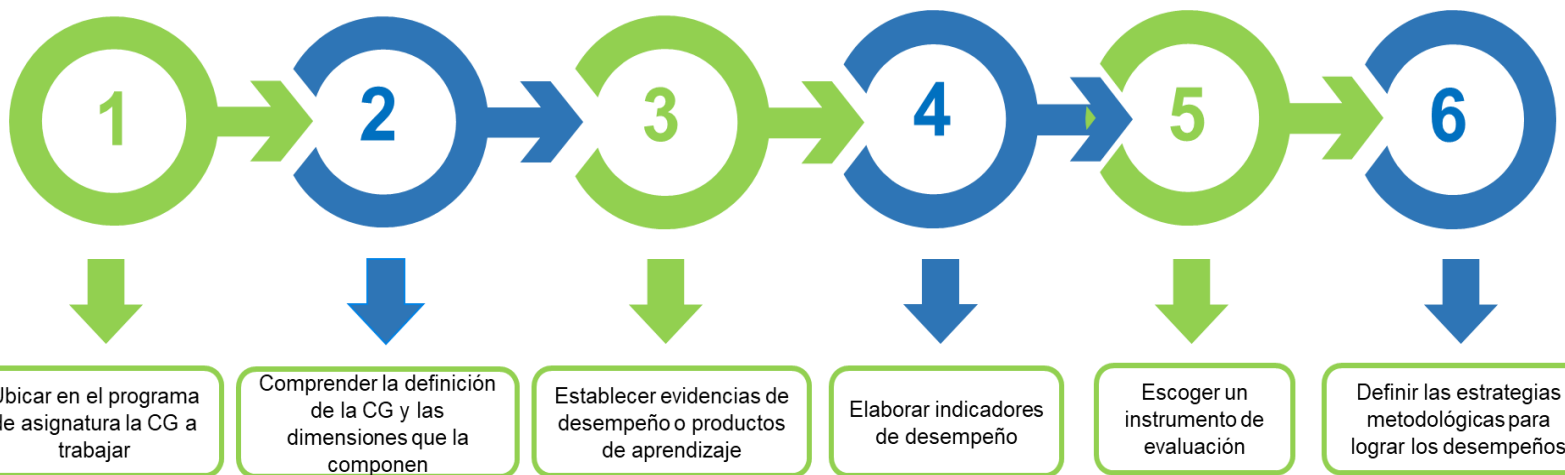 1
2
3
4
5
6
Ubicar en el programa
de asignatura la CG a
trabajar
Comprender la definición
de la CG y las
dimensiones que la
componen
Establecer evidencias de
desempeño o productos
de aprendizaje
Elaborar indicadores
de desempeño
Escoger un
instrumento de
evaluación
Definir las estrategias
metodológicas para
lograr los desempeños